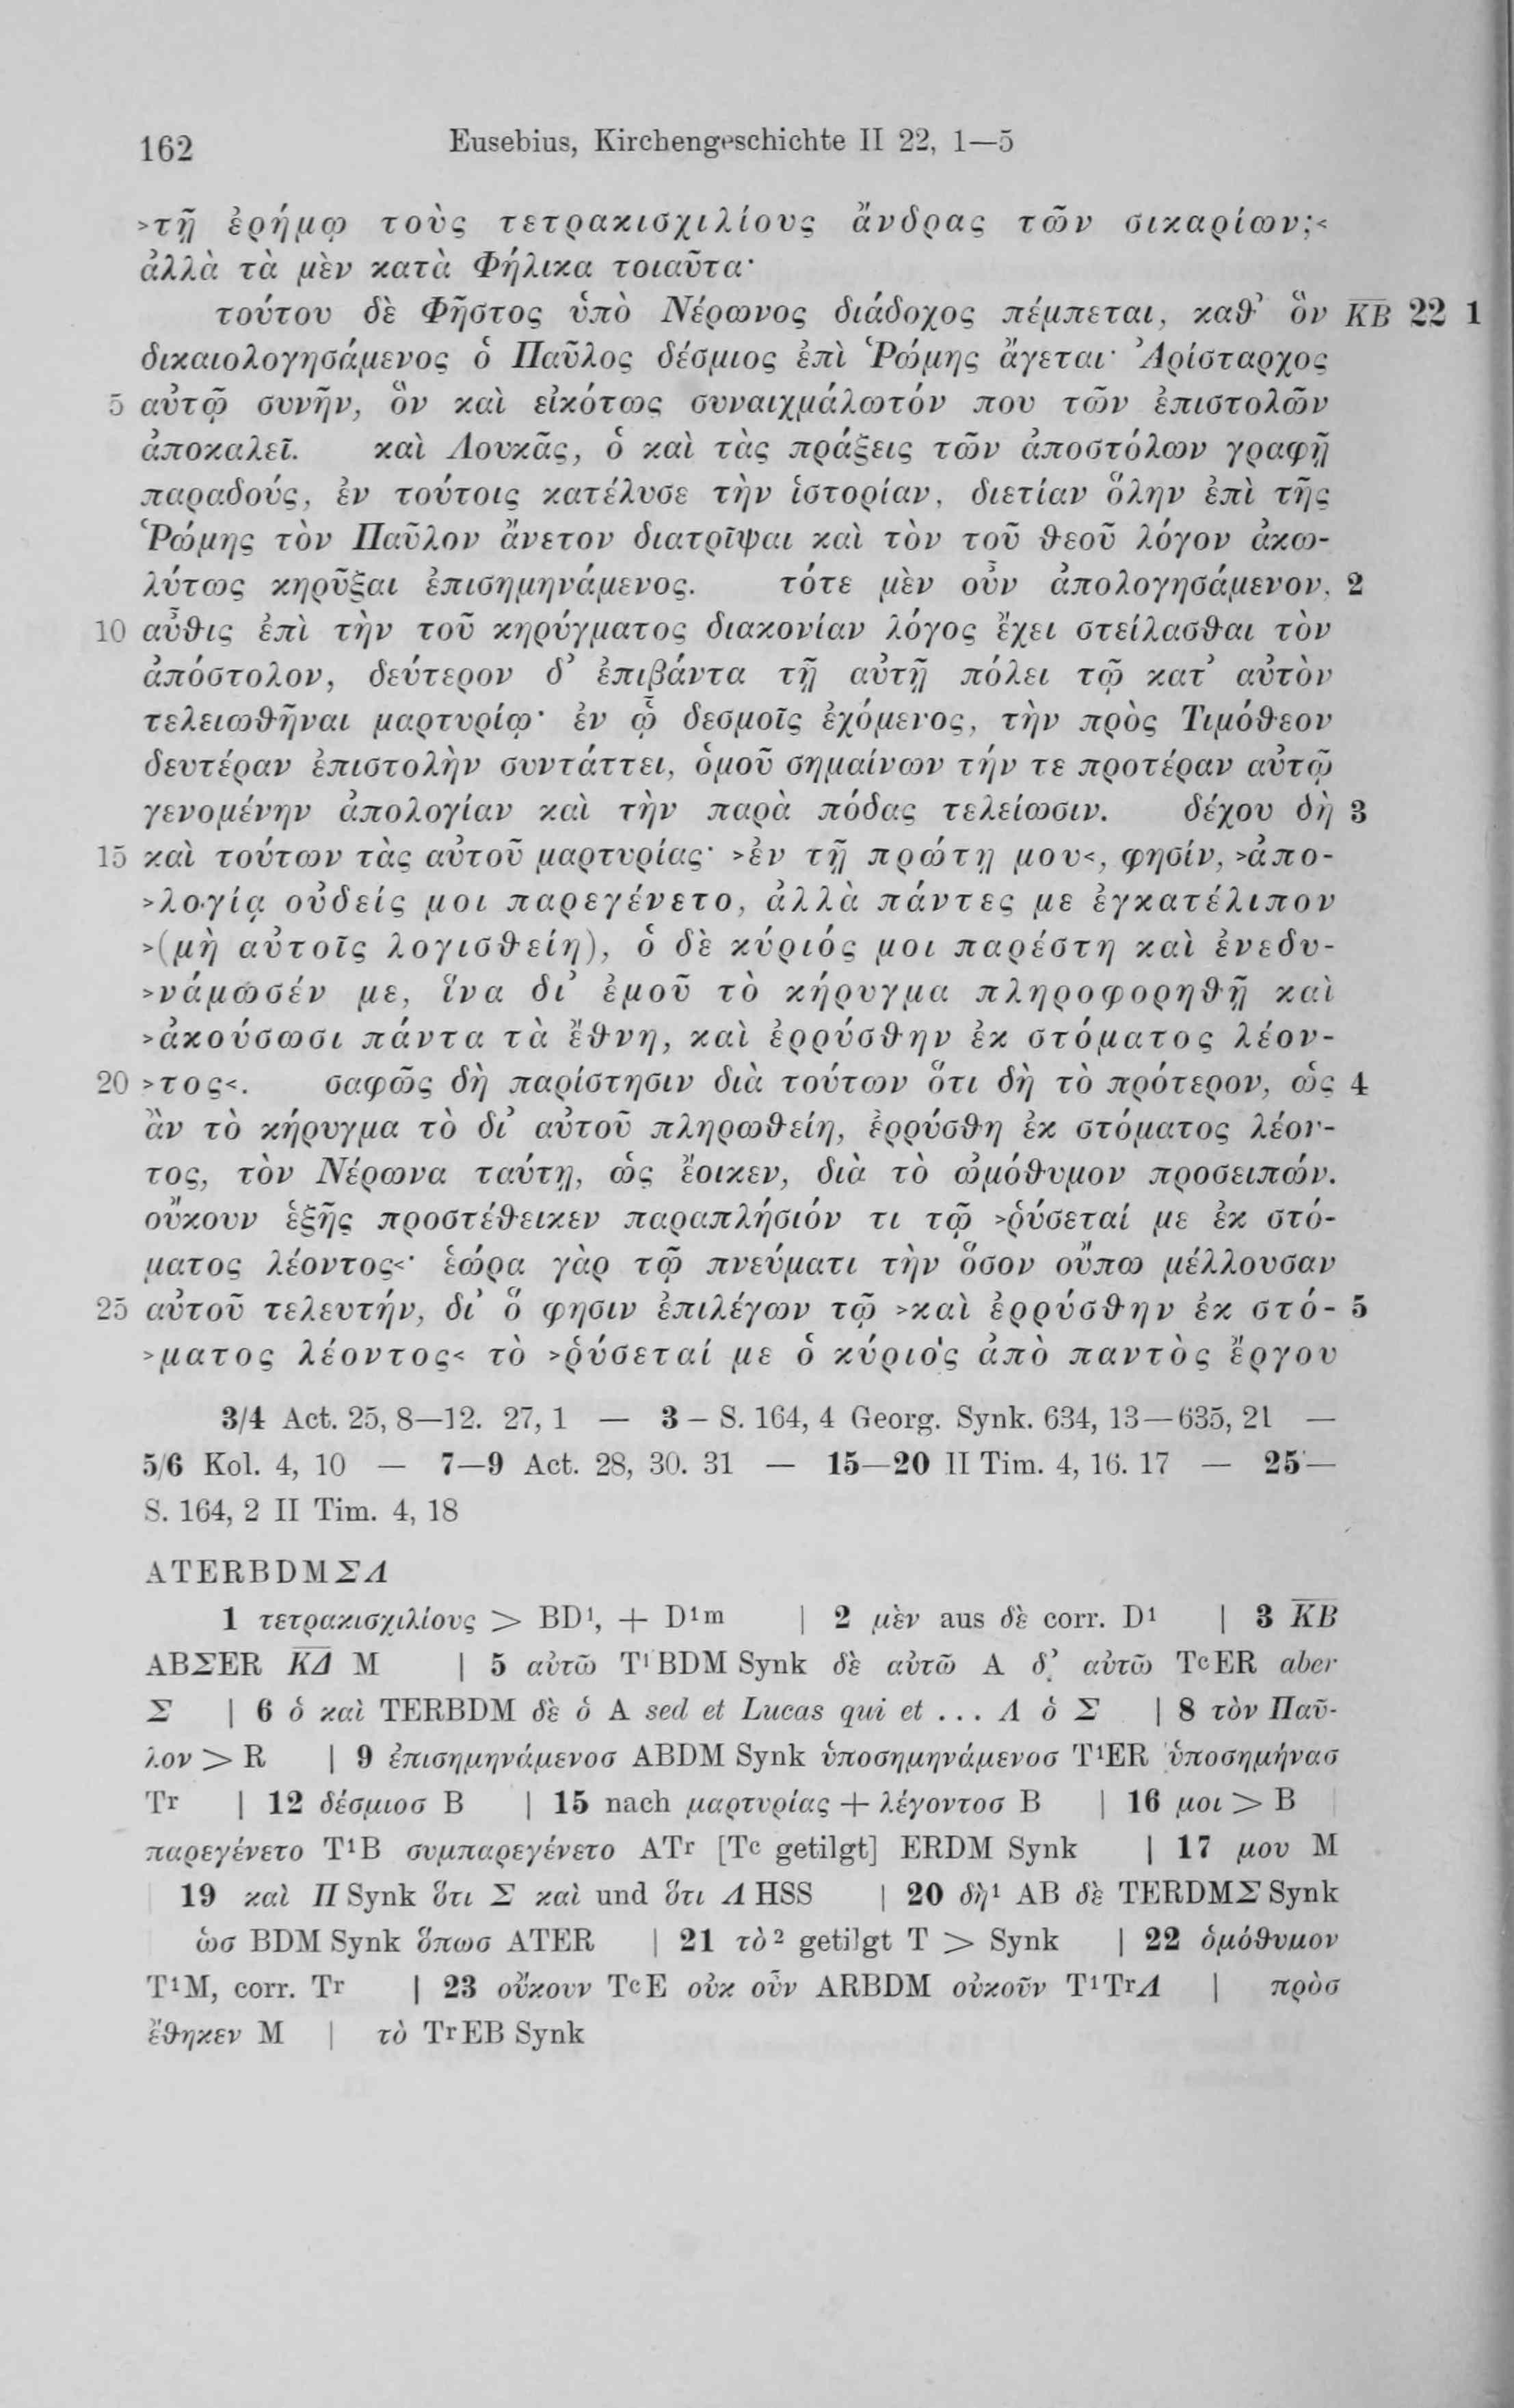 162 Eusebius, Kirchengeschichte II 22, 1—5
>τῇ ἐρήμῳ τοὺς τετρακισχιλίους ἄνδρας τῶν σικαρίων;<
ἀλλὰ τὰ μὲν κατὰ Φήλικα τοιαῦτα·
τούτου δὲ Φῆστος ὑπὸ Νέρωνος διάδοχος πέμπεται, καθ᾽ ὃν K̅B̅ 22 1
δικαιολογησάμενος ὁ Παῦλος δέσμιος ἐπὶ Ῥώμης ἄγεται· Ἀρίσταρχος
5 αὐτῷ συνῆν, ὃν καὶ εἰκότως συναιχμάλωτόν που τῶν ἐπιστολῶν
ἀποκαλεῖ. καὶ Λουκᾶς, ὁ καὶ τὰς πράξεις τῶν ἀποστόλων γραφῇ
παραδούς, ἐν τούτοις κατέλυσε τὴν ἱστορίαν, διετίαν ὅλην ἐπὶ τῆς
Ῥώμης τὸν Παῦλον ἄνετον διατρῖψαι καὶ τὸν τοῦ θεοῦ λόγον ἀκω-
λύτως κηρῦξαι ἐπισημηνάμενος. τότε μὲν οὖν ἀπολογησάμενον, 2
10 αὖθις ἐπὶ τὴν τοῦ κηρύγματος διακονίαν λόγος ἔχει στείλασθαι τὸν
ἀπόστολον, δεύτερον δ᾽ ἐπιβάντα τῇ αὐτῇ πόλει τῷ κατ᾽ αὐτὸν
τελειωθῆναι μαρτυρίῳ· ἐν ᾧ δεσμοῖς ἐχόμενος, τὴν πρὸς Τιμόθεον
δευτέραν ἐπιστολὴν συντάττει, ὁμοῦ σημαίνων τήν τε προτέραν αὐτῷ
γενομένην ἀπολογίαν καὶ τὴν παρὰ πόδας τελείωσιν. δέχου δὴ 3
15 καὶ τούτων τὰς αὐτοῦ μαρτυρίας· >ἐν τῇ πρώτῃ μου<, φησίν, >ἀπο-
>λογίᾳ οὐδείς μοι παρεγένετο, ἀλλὰ πάντες με ἐγκατέλιπον
>(μὴ αὐτοῖς λογισθείη), ὁ δὲ κύριός μοι παρέστη καὶ ἐνεδυ-
>νάμωσέν με, ἵνα δι᾽ ἐμοῦ τὸ κήρυγμα πληροφορηθῇ καὶ
>ἀκούσωσι πάντα τὰ ἔθνη, καὶ ἐρρύσθην ἐκ στόματος λέον-
20 >τος<. σαφῶς δὴ παρίστησιν διὰ τούτων ὅτι δὴ τὸ πρότερον, ὡς 4
ἂν τὸ κήρυγμα τὸ δι᾽ αὐτοῦ πληρωθείη, ἐρρύσθη ἐκ στόματος λέον-
τος, τὸν Νέρωνα ταύτῃ, ὡς ἔοικεν, διὰ τὸ ὠμόθυμον προσειπών.
οὔκουν ἑξῆς προστέθεικεν παραπλήσιόν τι τῷ >ῥύσεταί με ἐκ στό-
ματος λέοντος<· ἑώρα γὰρ τῷ πνεύματι τὴν ὅσον οὔπω μέλλουσαν
25 αὐτοῦ τελευτήν, δι᾽ ὅ φησιν ἐπιλέγων τῷ >καὶ ἐρρύσθην ἐκ στό- 5
>ματος λέοντος< τὸ >ῥύσεταί με ὁ κύριος ἀπὸ παντὸς ἔργου
3/4 Act. 25, 8—12. 27, 1 — 3 – S. 164, 4 Georg. Synk. 634, 13—635, 21 —
5/6 Kol. 4, 10 — 7—9 Act. 28, 30. 31 — 15—20 II Tim. 4, 16. 17 — 25 —
S. 164, 2 II Tim. 4, 18
ATERBDMΣΛ
1 τετρακισχιλίους > BD¹, + D¹m | 2 μὲν aus δὲ corr. D¹ | 3 K̅B̅
ABΣER K̅Δ̅ M | 5 αὐτῶ T¹BDM Synk δὲ αὐτῶ A δ᾽ αὐτῶ TᶜER aber
Σ | 6 ὁ καὶ TERBDM δὲ ὁ A sed et Lucas qui et ... Λ ὁ Σ | 8 τὸν Παῦ-
λον > R | 9 ἐπισημηνάμενοσ ABDM Synk ὑποσημηνάμενοσ T¹ER ὑποσημήνασ
Tʳ | 12 δέσμιοσ B | 15 nach μαρτυρίας + λέγοντοσ B | 16 μοι > B
παρεγένετο T¹B συμπαρεγένετο ATʳ [Tᶜ getilgt] ERDM Synk | 17 μου M
19 καὶ Π Synk ὅτι Σ καὶ und ὅτι Λ HSS | 20 δὴ¹ AB δὲ TERDMΣ Synk
ὡσ BDM Synk ὅπωσ ATER | 21 τὸ² getilgt T > Synk | 22 ὁμόθυμον
T¹M, corr. Tʳ | 23 οὔκουν TᶜE οὐκ οὖν ARBDM οὐκοῦν T¹TʳΛ | πρὸσ
ἔθηκεν M | τὸ TʳEB Synk